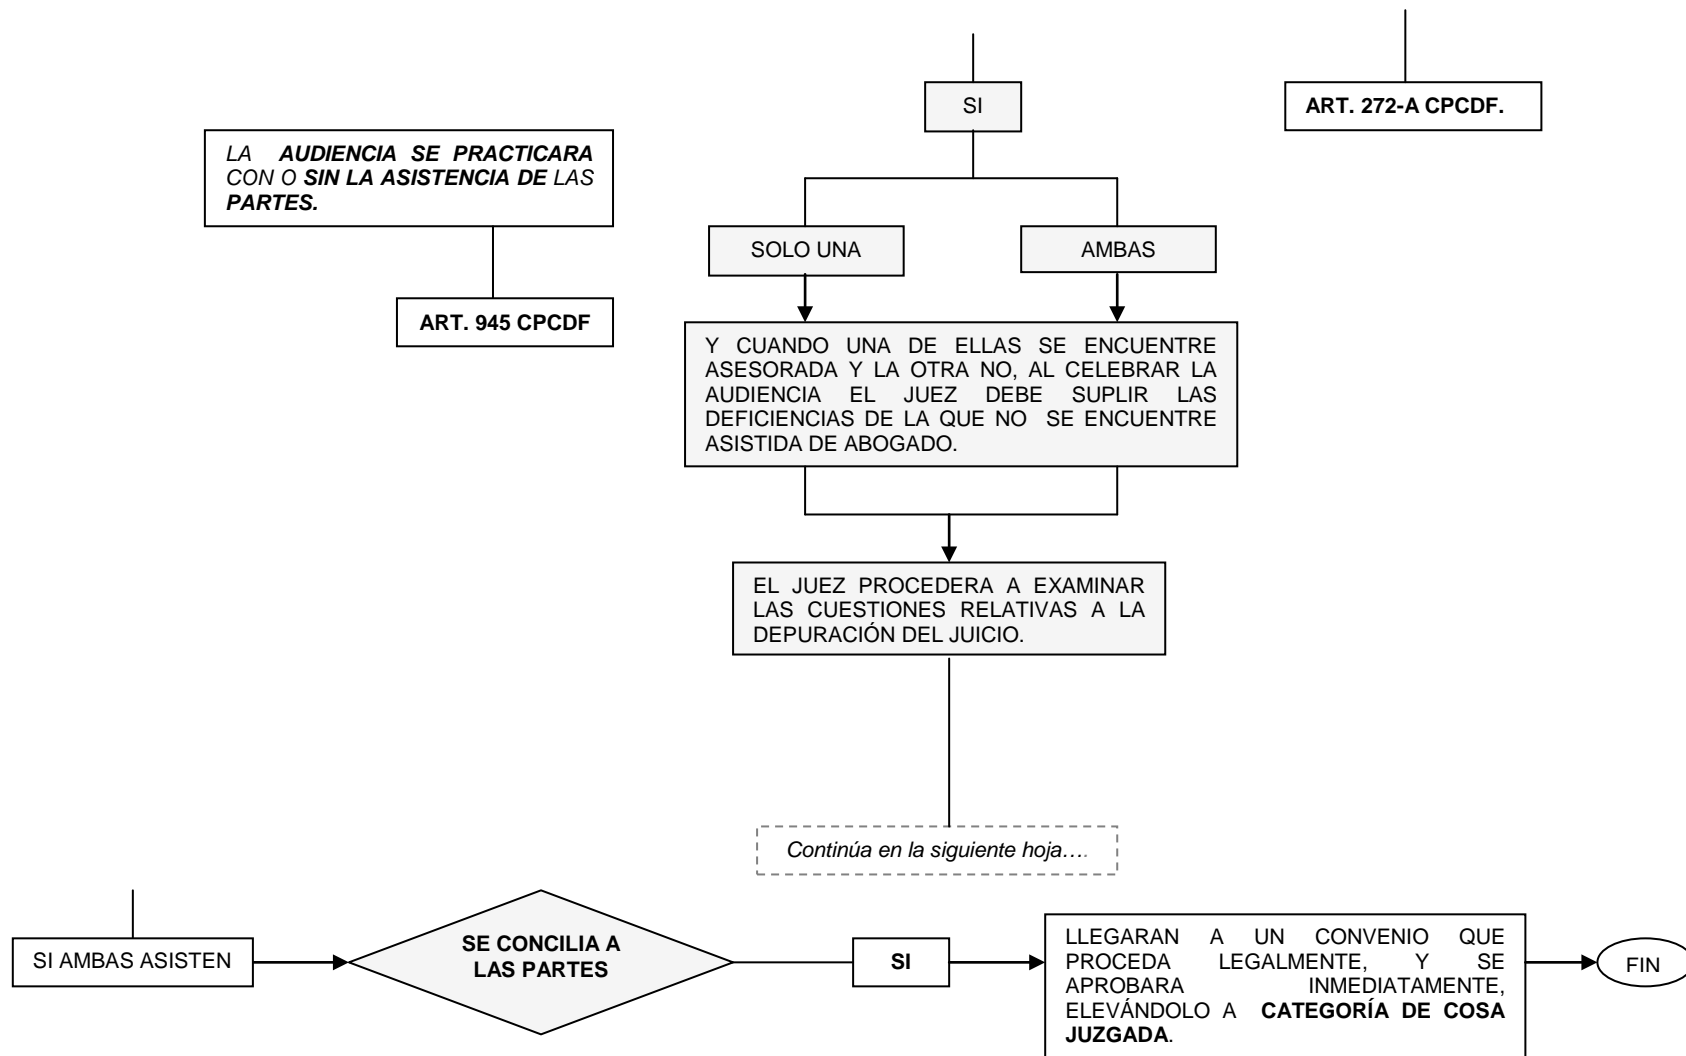 SI
ART. 272-A CPCDF.
LA AUDIENCIA SE PRACTICARA
CON O SIN LA ASISTENCIA DE LAS
PARTES.
SOLO UNA
AMBAS
ART. 945 CPCDF
Y CUANDO UNA DE ELLAS SE ENCUENTRE
ASESORADA Y LA OTRA NO, AL CELEBRAR LA
AUDIENCIA EL JUEZ DEBE SUPLIR LAS
DEFICIENCIAS DE LA QUE NO SE ENCUENTRE
ASISTIDA DE ABOGADO.
EL JUEZ PROCEDERA A EXAMINAR
LAS CUESTIONES RELATIVAS A LA
DEPURACIÓN DEL JUICIO.
Continúa en la siguiente hoja….
SI AMBAS ASISTEN
SE CONCILIA A
LAS PARTES
SI
LLEGARAN A UN CONVENIO QUE
PROCEDA LEGALMENTE, Y SE
APROBARA INMEDIATAMENTE,
ELEVÁNDOLO A CATEGORÍA DE COSA
JUZGADA.
FIN